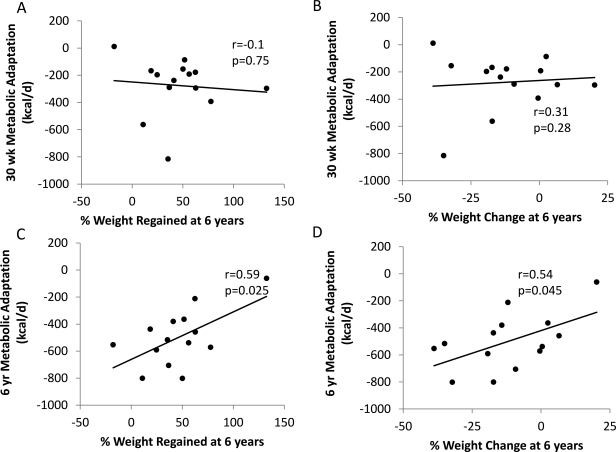 A
30 wk Metabolic Adaptation
(kcal/d)
200
0
-200
-400
-600
-800
-1000
r=-0.1
p=0.75
-50
0
50
100
150
% Weight Regained at 6 years
B
30 wk Metabolic Adaptation
(kcal/d)
200
0
-200
-400
-600
-800
-1000
r=0.31
p=0.28
-50
-25
0
25
% Weight Change at 6 years
C
6 yr Metabolic Adaptation
(kcal/d)
200
0
-200
-400
-600
-800
-1000
r=0.59
p=0.025
-50
0
50
100
150
% Weight Regained at 6 years
D
6 yr Metabolic Adaptation
(kcal/d)
200
0
-200
-400
-600
-800
-1000
r=0.54
p=0.045
-50
-25
0
25
% Weight Change at 6 years